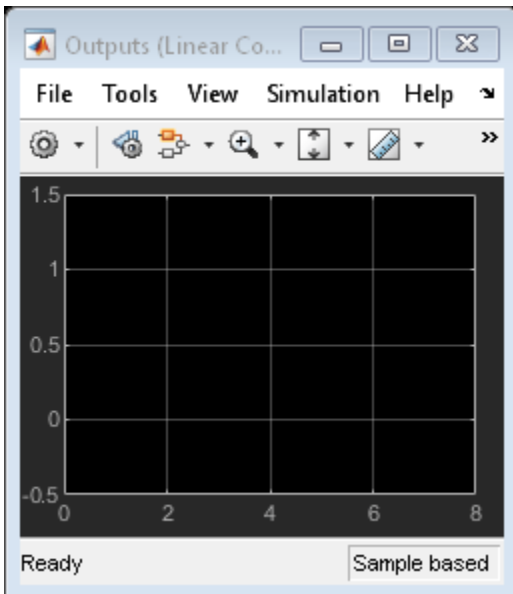 Outputs (Linear Co...
File Tools View Simulation Help
1.5
1
0.5
0
-0.5
0 2 4 6 8
Ready Sample based